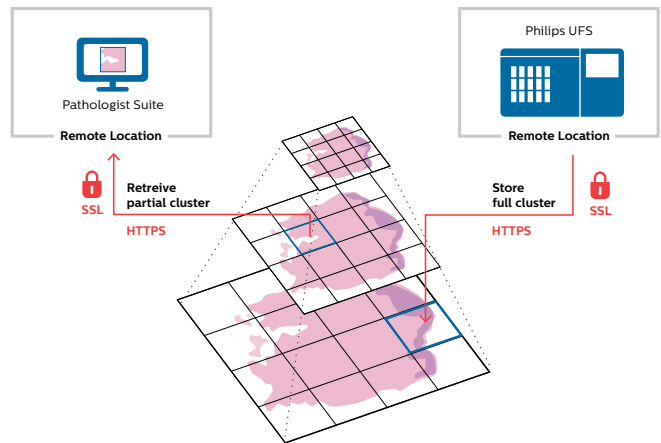 Philips UFS
Pathologist Suite
Remote Location
Remote Location
Retreive
partial cluster
SSL
HTTPS
Store
full cluster
SSL
HTTPS